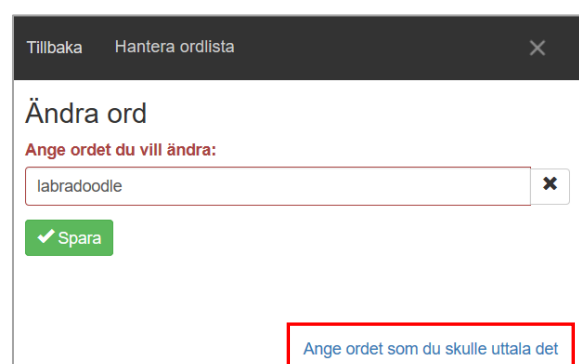 Tillbaka Hantera ordlista
Ändra ord
Ange ordet du vill ändra:
labradoodle
Spara
Ange ordet som du skulle uttala det